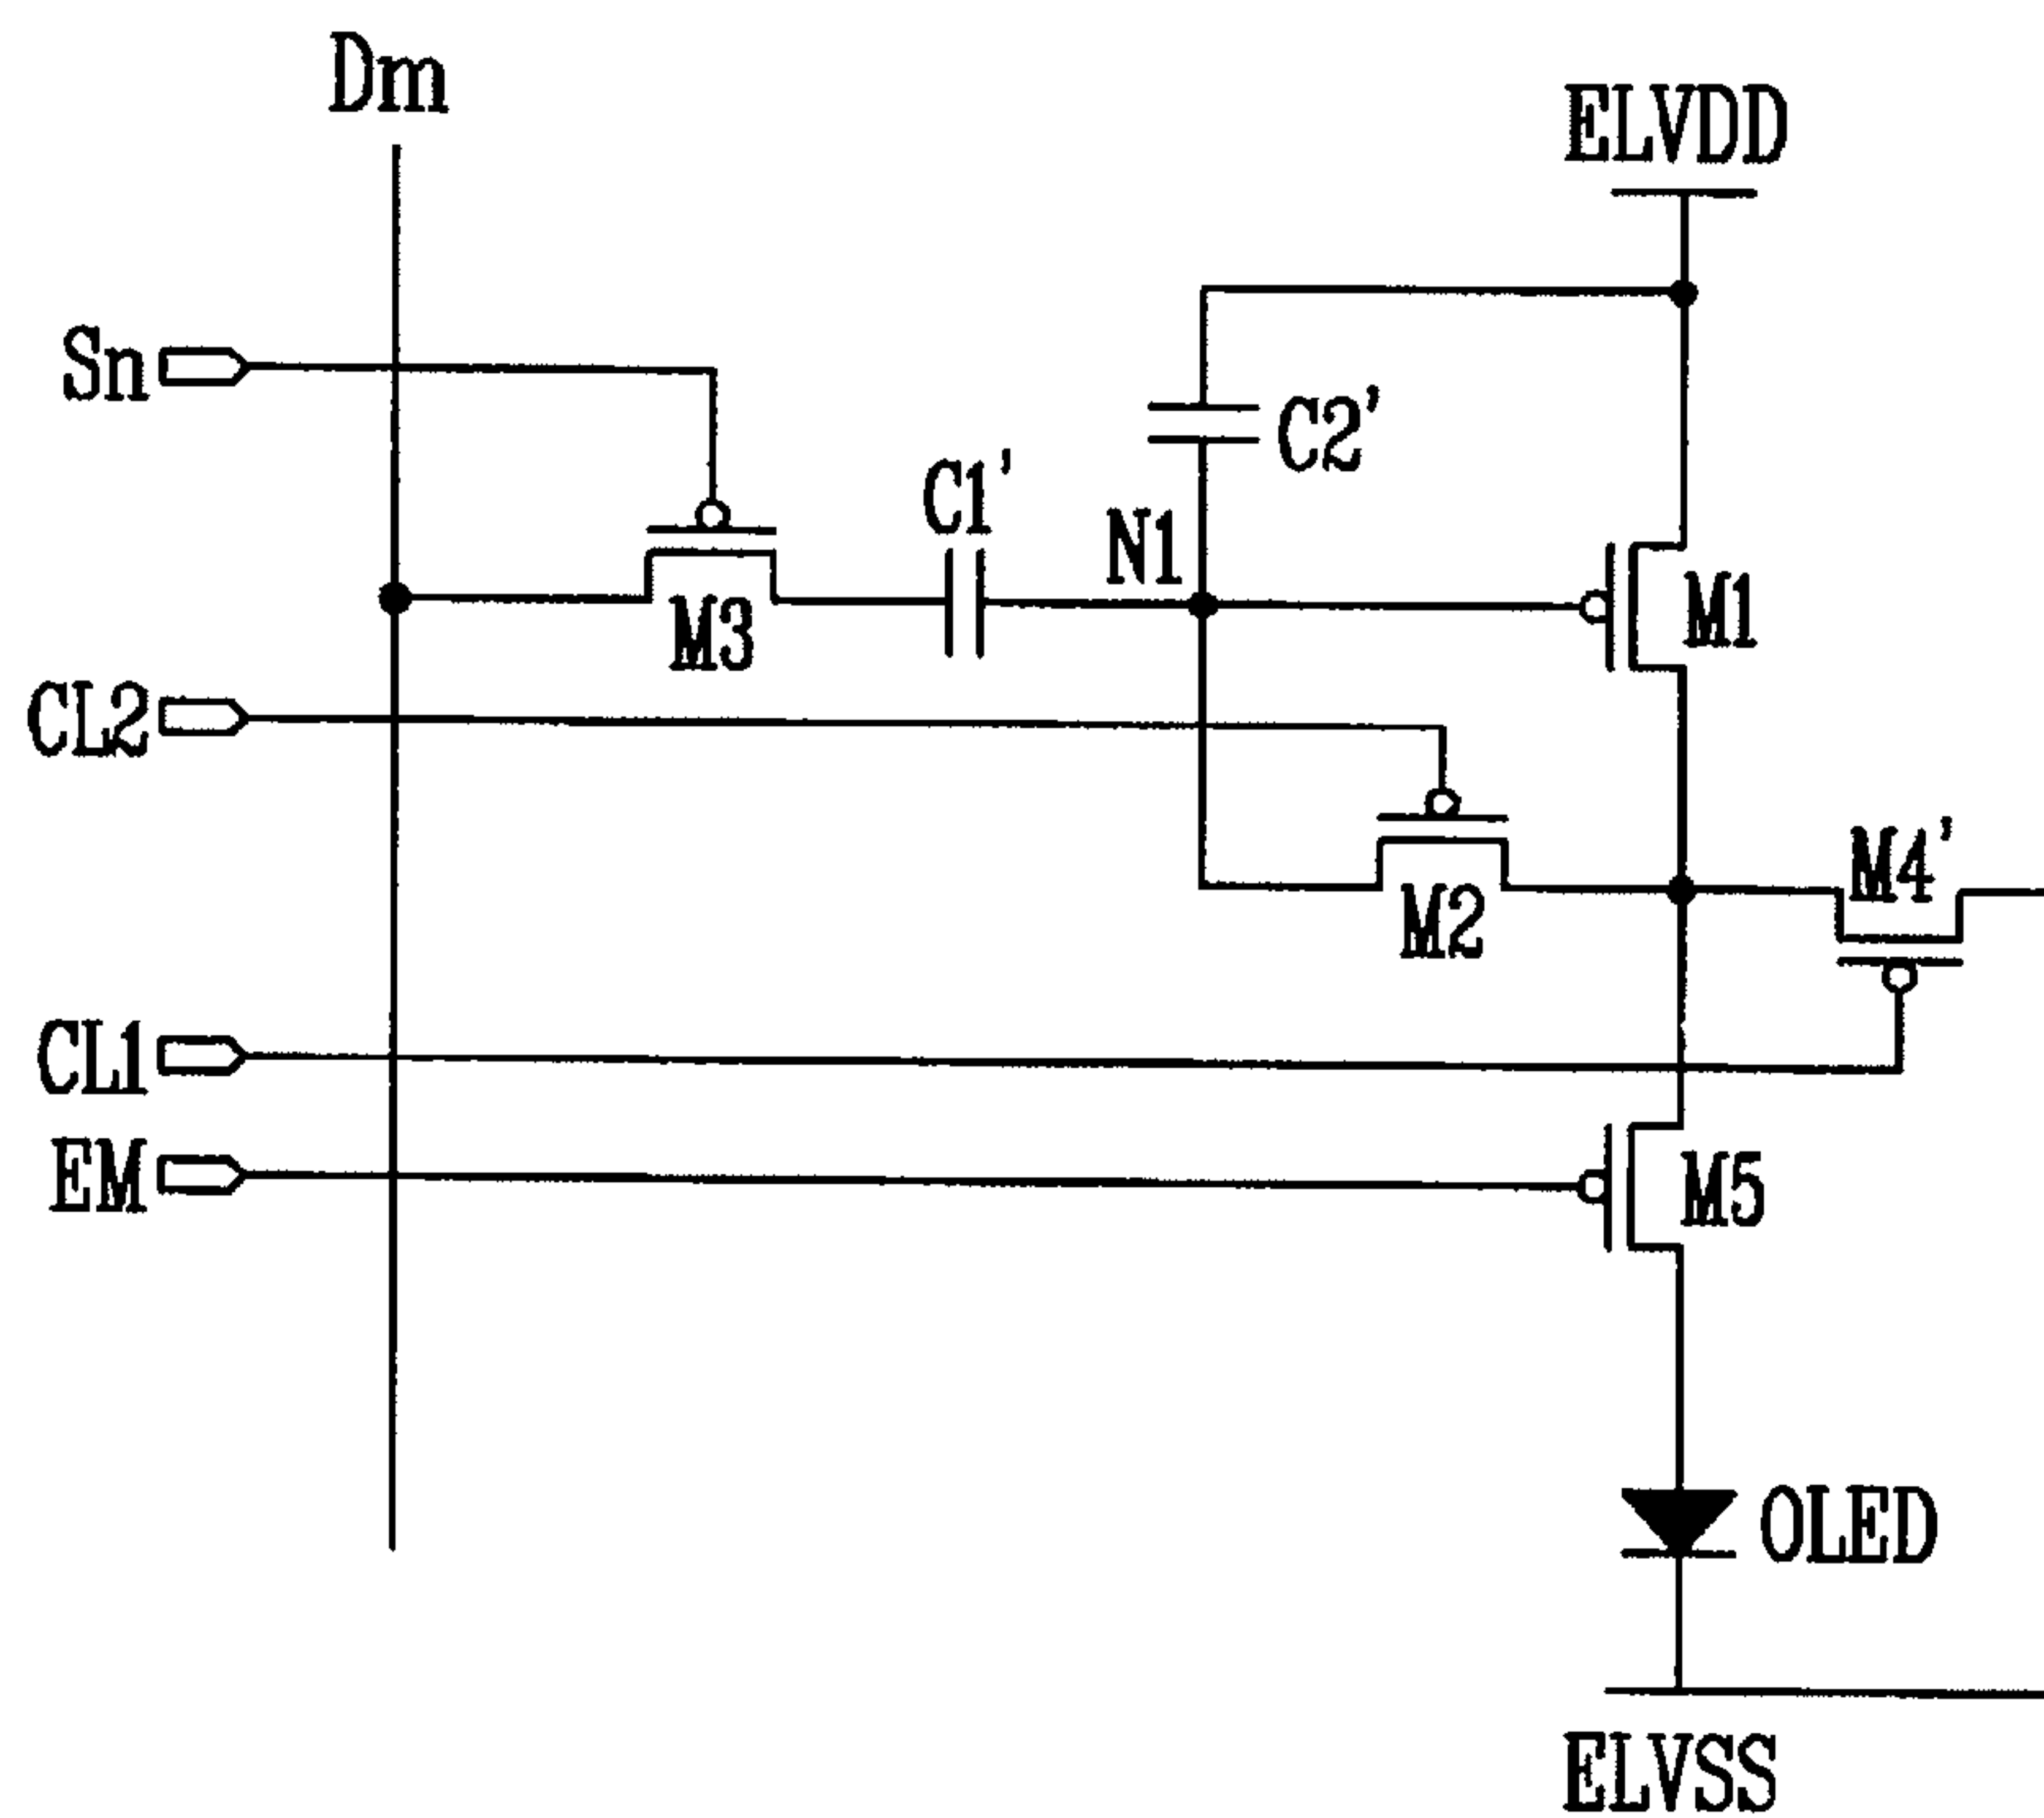 Dm
ELVDD
Sn
C2'
C1'
N1
M1
M3
CL2
M4'
M2
CL1
EM
M5
OLED
ELVSS